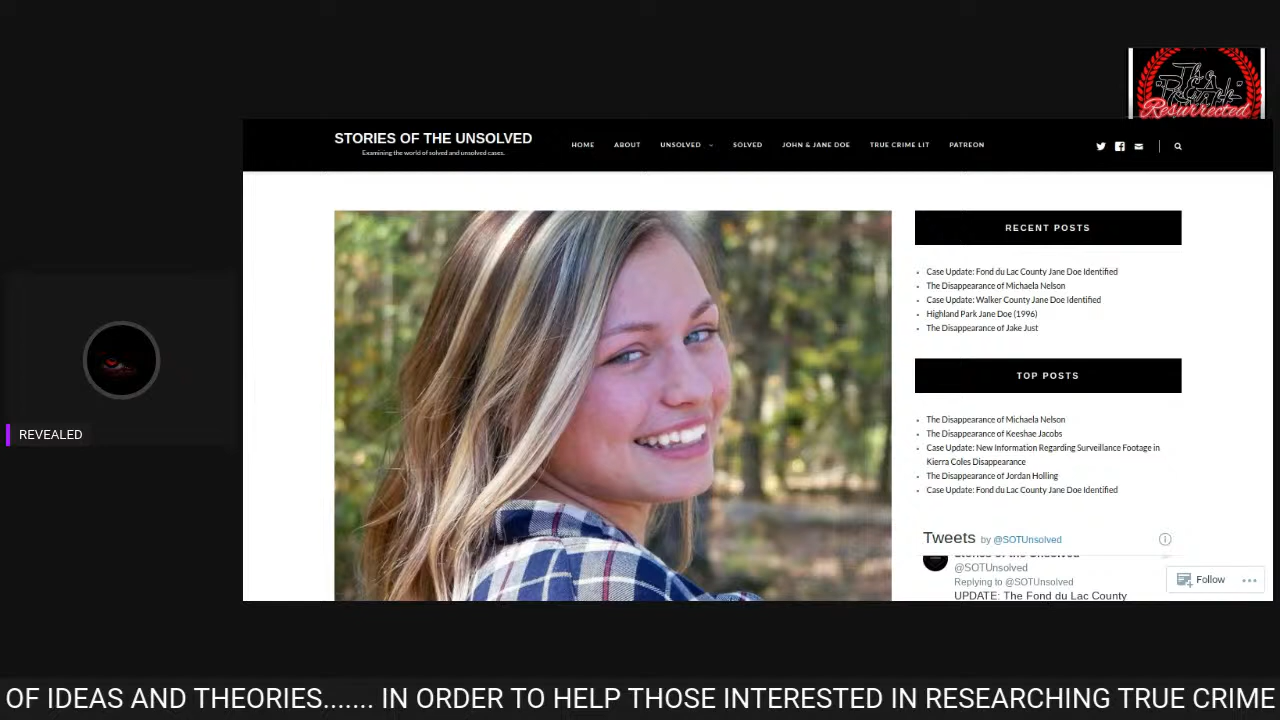 The
Resurrected
STORIES OF THE UNSOLVED
Examining the world of solved and unsolved cases.
HOME
ABOUT
UNSOLVED
SOLVED
JOHN & JANE DOE
TRUE CRIME LIT
PATREON
RECENT POSTS
Case Update: Fond du Lac County Jane Doe Identified
The Disappearance of Michaela Nelson
Case Update: Walker County Jane Doe Identified
Highland Park Jane Doe (1996)
The Disappearance of Jake Just
TOP POSTS
The Disappearance of Michaela Nelson
The Disappearance of Keeshae Jacobs
Case Update: New Information Regarding Surveillance Footage in
Kierra Coles Disappearance
The Disappearance of Jordan Holling
Case Update: Fond du Lac County Jane Doe Identified
Tweets by @SOTUnsolved
Stories of the Unsolved
@SOTUnsolved
Replying to @SOTUnsolved
UPDATE: The Fond du Lac County
Follow
REVEALED
OF IDEAS AND THEORIES....... IN ORDER TO HELP THOSE INTERESTED IN RESEARCHING TRUE CRIME